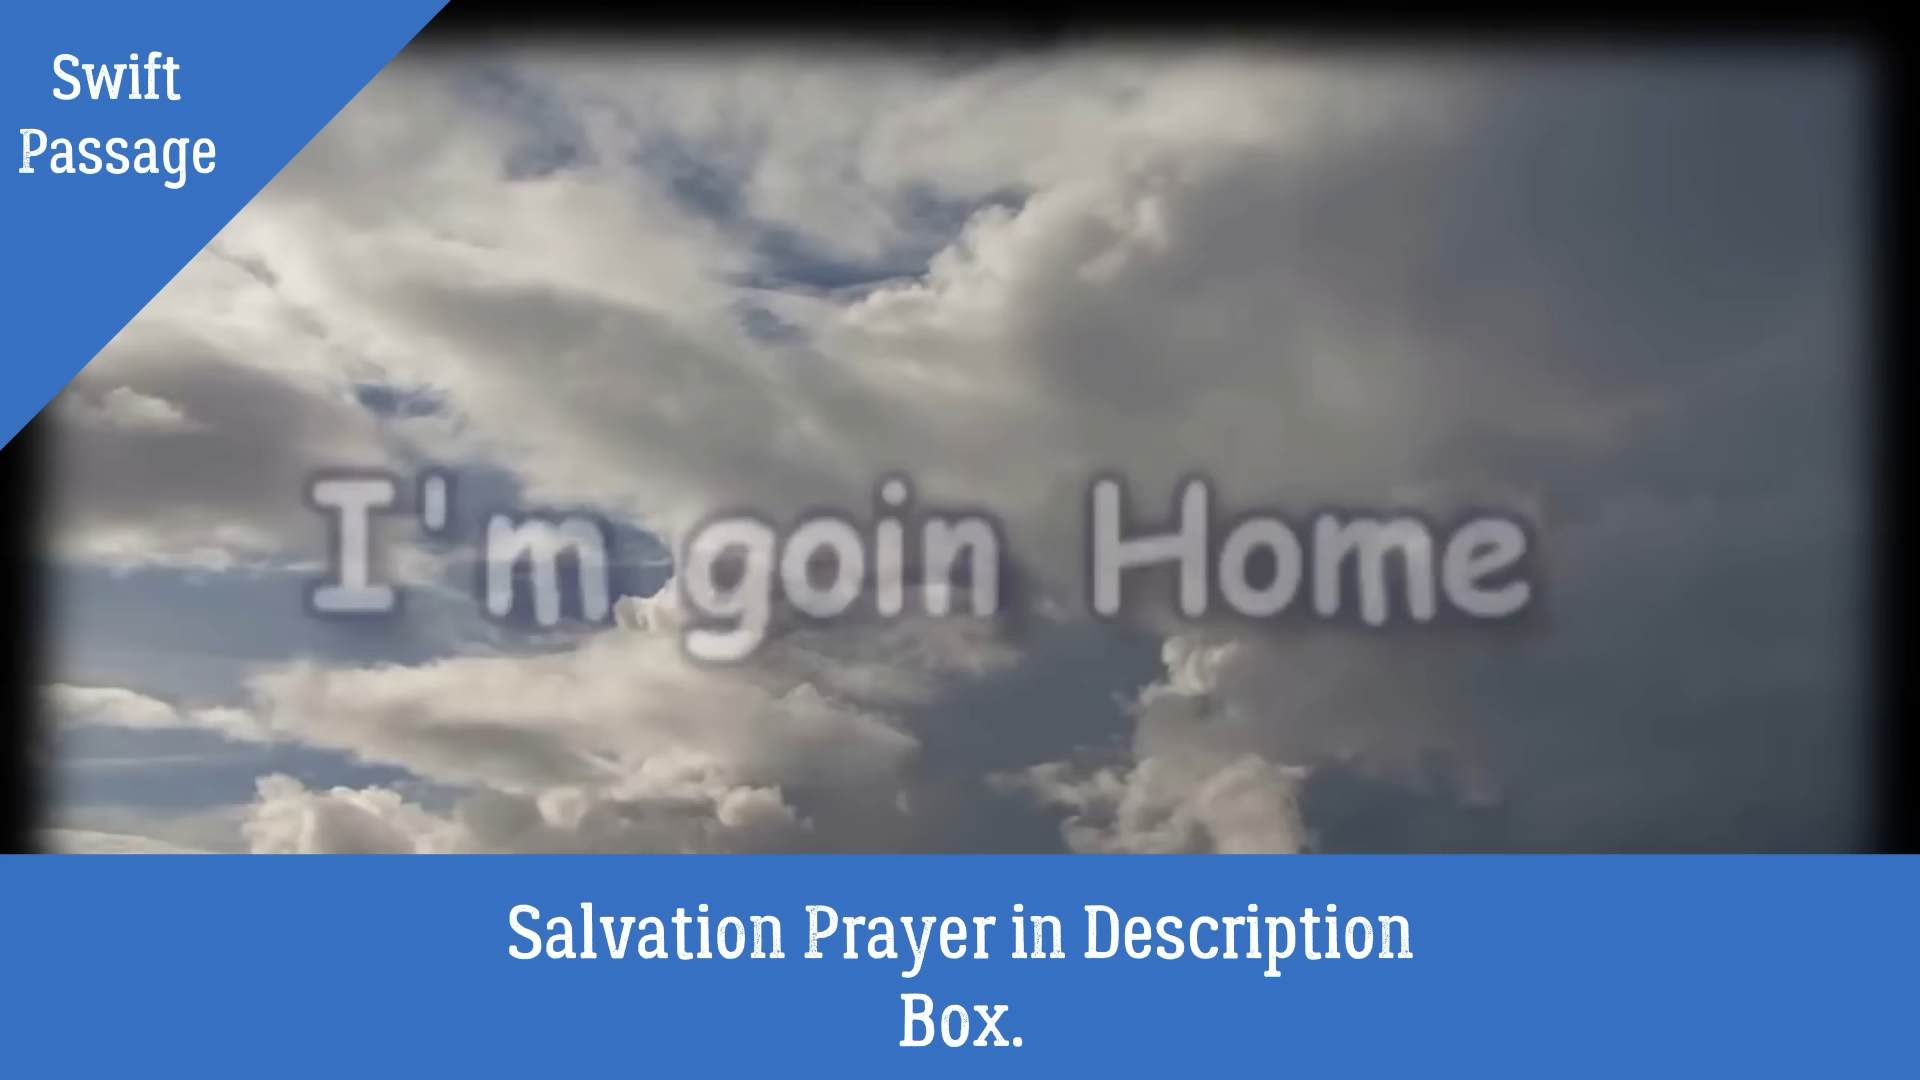 Swift
Passage
I'm goin Home
Salvation Prayer in Description
Box.